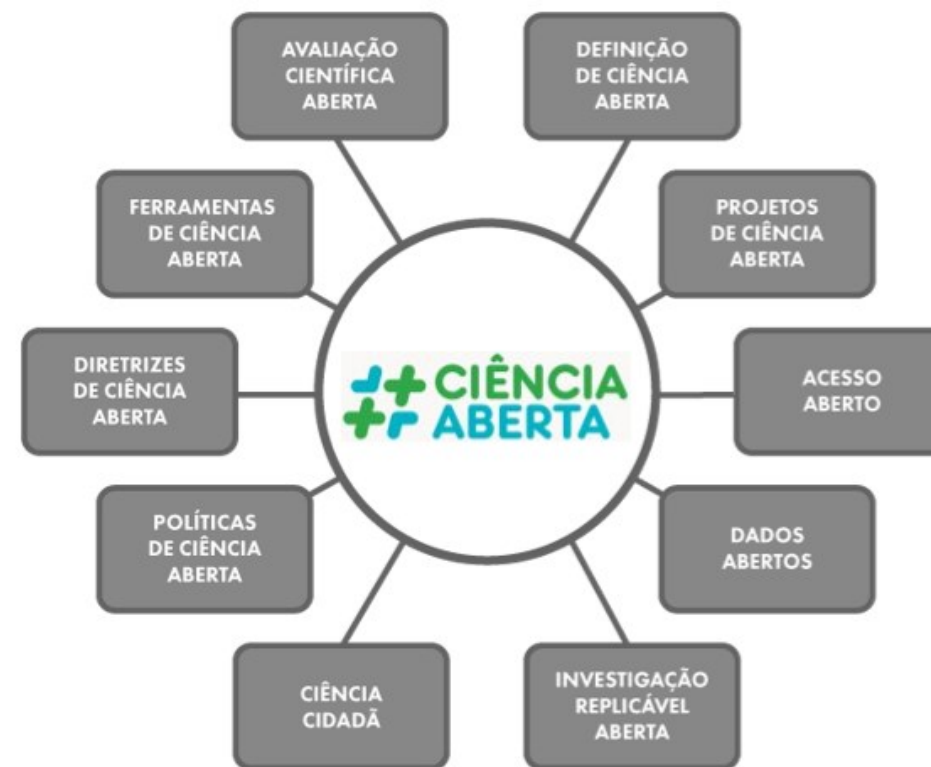 AVALIAÇÃO
CIENTÍFICA
ABERTA
DEFINIÇÃO
DE CIÊNCIA
ABERTA
FERRAMENTAS
DE CIÊNCIA
ABERTA
PROJETOS
DE CIÊNCIA
ABERTA
DIRETRIZES
DE CIÊNCIA
ABERTA
CIÊNCIA
ABERTA
ACESSO
ABERTO
POLÍTICAS
DE CIÊNCIA
ABERTA
DADOS
ABERTOS
CIÊNCIA
CIDADÃ
INVESTIGAÇÃO
REPLICÁVEL
ABERTA